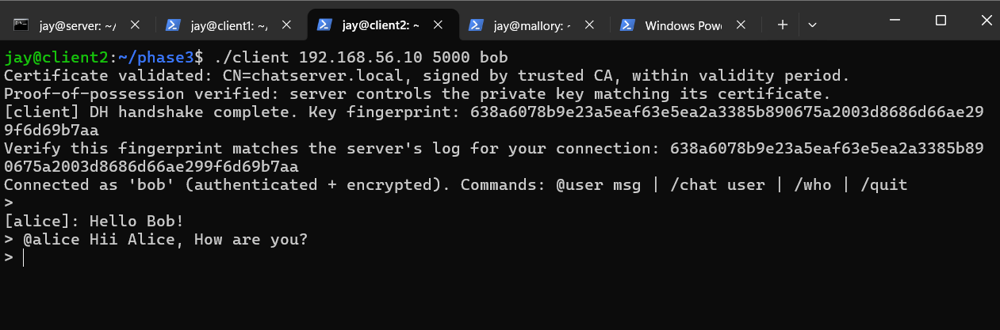 jay@server: ~/
jay@client1: ~/
jay@client2: ~
jay@mallory: ~
Windows Pow
jay@client2:~/phase3$ ./client 192.168.56.10 5000 bob
Certificate validated: CN=chatserver.local, signed by trusted CA, within validity period.
Proof-of-possession verified: server controls the private key matching its certificate.
[client] DH handshake complete. Key fingerprint: 638a6078b9e23a5eaf63e5ea2a3385b890675a2003d8686d66ae29
9f6d69b7aa
Verify this fingerprint matches the server's log for your connection: 638a6078b9e23a5eaf63e5ea2a3385b89
0675a2003d8686d66ae299f6d69b7aa
Connected as 'bob' (authenticated + encrypted). Commands: @user msg | /chat user | /who | /quit
>
[alice]: Hello Bob!
> @alice Hii Alice, How are you?
>